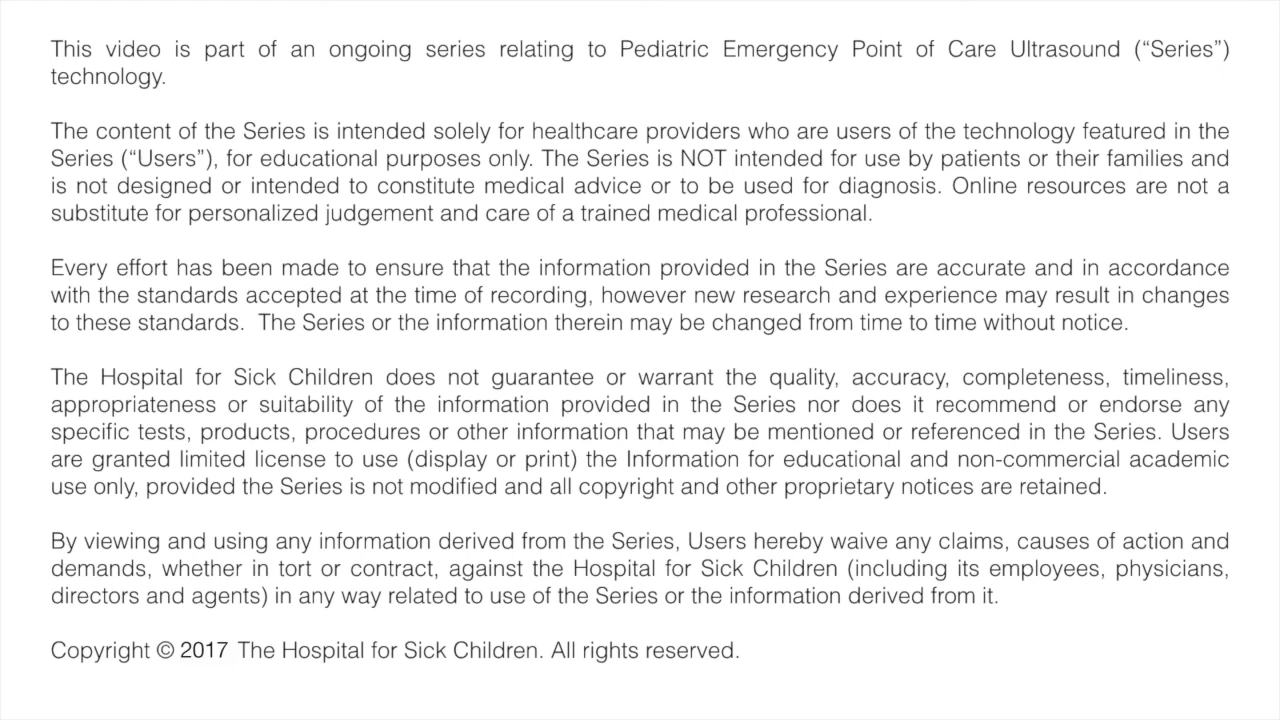 This video is part of an ongoing series relating to Pediatric Emergency Point of Care Ultrasound (“Series”)
technology.
The content of the Series is intended solely for healthcare providers who are users of the technology featured in the
Series (“Users”), for educational purposes only. The Series is NOT intended for use by patients or their families and
is not designed or intended to constitute medical advice or to be used for diagnosis. Online resources are not a
substitute for personalized judgement and care of a trained medical professional.
Every effort has been made to ensure that the information provided in the Series are accurate and in accordance
with the standards accepted at the time of recording, however new research and experience may result in changes
to these standards.  The Series or the information therein may be changed from time to time without notice.
The Hospital for Sick Children does not guarantee or warrant the quality, accuracy, completeness, timeliness,
appropriateness or suitability of the information provided in the Series nor does it recommend or endorse any
specific tests, products, procedures or other information that may be mentioned or referenced in the Series. Users
are granted limited license to use (display or print) the Information for educational and non-commercial academic
use only, provided the Series is not modified and all copyright and other proprietary notices are retained.
By viewing and using any information derived from the Series, Users hereby waive any claims, causes of action and
demands, whether in tort or contract, against the Hospital for Sick Children (including its employees, physicians,
directors and agents) in any way related to use of the Series or the information derived from it.
Copyright © 2017 The Hospital for Sick Children. All rights reserved.